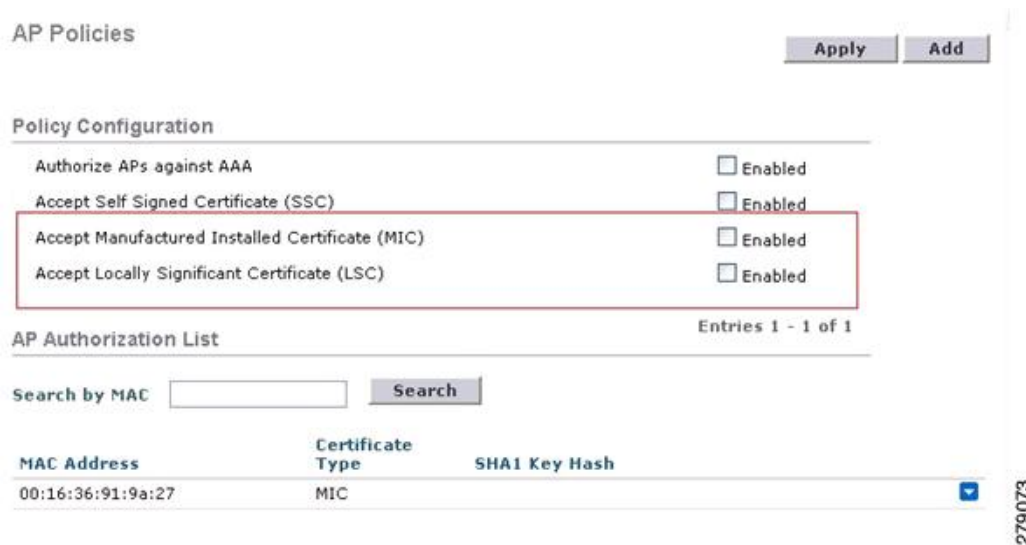 AP Policies
Apply Add
Policy Configuration
Authorize APs against AAA Enabled
Accept Self Signed Certificate (SSC) Enabled
Accept Manufactured Installed Certificate (MIC) Enabled
Accept Locally Significant Certificate (LSC) Enabled
Entries 1 - 1 of 1
AP Authorization List
Search by MAC Search
MAC Address Certificate Type SHA1 Key Hash
00:16:36:91:9a:27 MIC
279073